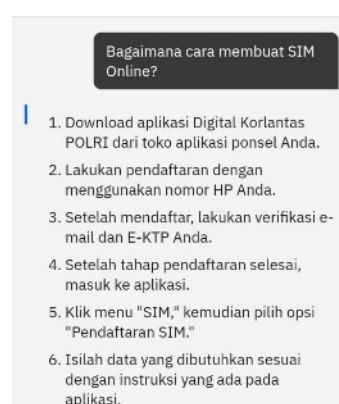 Bagaimana cara membuat SIM
Online?
1. Download aplikasi Digital Korlantas
POLRI dari toko aplikasi ponsel Anda.
2. Lakukan pendaftaran dengan
menggunakan nomor HP Anda.
3. Setelah mendaftar, lakukan verifikasi e-
mail dan E-KTP Anda.
4. Setelah tahap pendaftaran selesai,
masuk ke aplikasi.
5. Klik menu "SIM," kemudian pilih opsi
"Pendaftaran SIM."
6. Isilah data yang dibutuhkan sesuai
dengan instruksi yang ada pada
aplikasi.